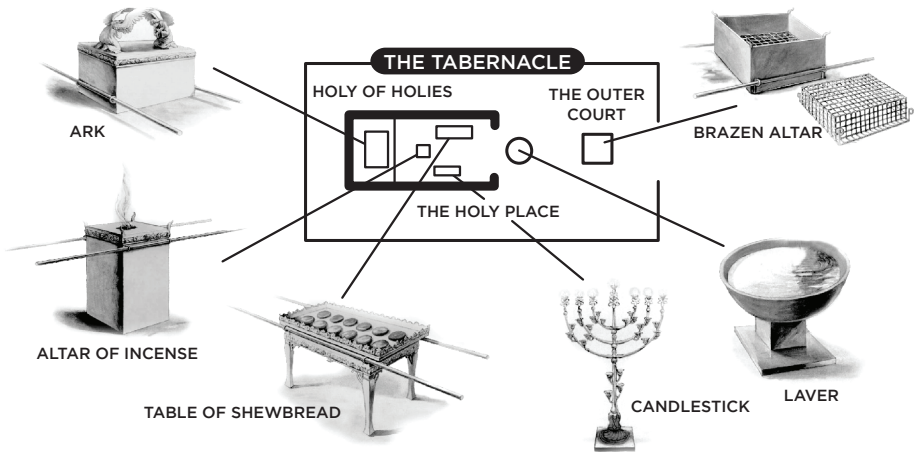 THE TABERNACLE
HOLY OF HOLIES
THE OUTER
COURT
ARK
BRAZEN ALTAR
THE HOLY PLACE
ALTAR OF INCENSE
TABLE OF SHEWBREAD
CANDLESTICK
LAVER